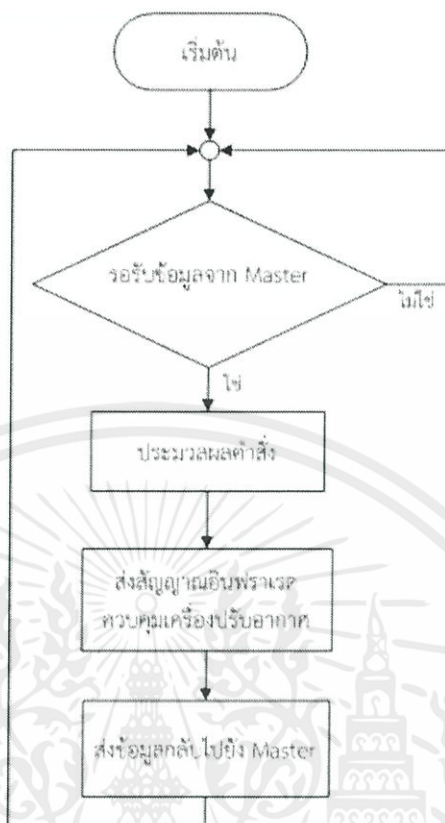 เริ่มต้น
รอรับข้อมูลจาก Master
ไม่ใช่
ใช่
ประมวลผลคำสั่ง
ส่งสัญญาณอินฟราเรด
ควบคุมเครื่องปรับอากาศ
ส่งข้อมูลกลับไปยัง Master